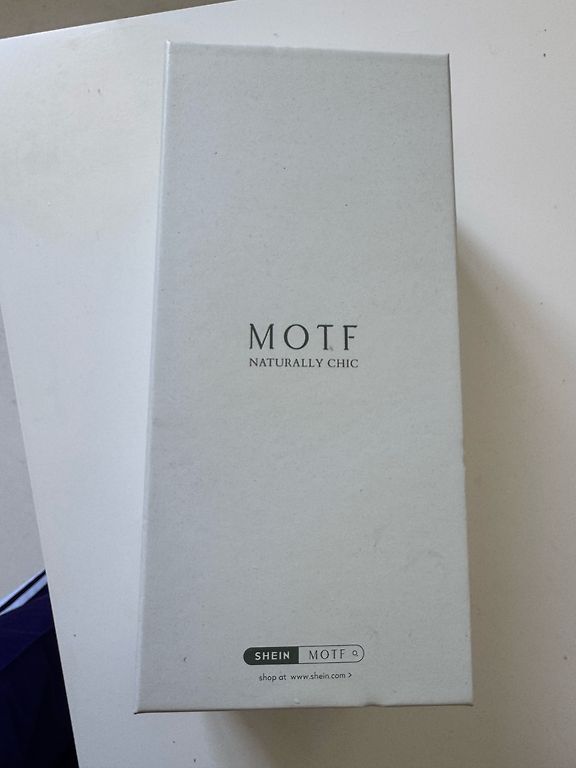 MOTF
NATURALLY CHIC
SHEIN MOTF
shop at www.shein.com >